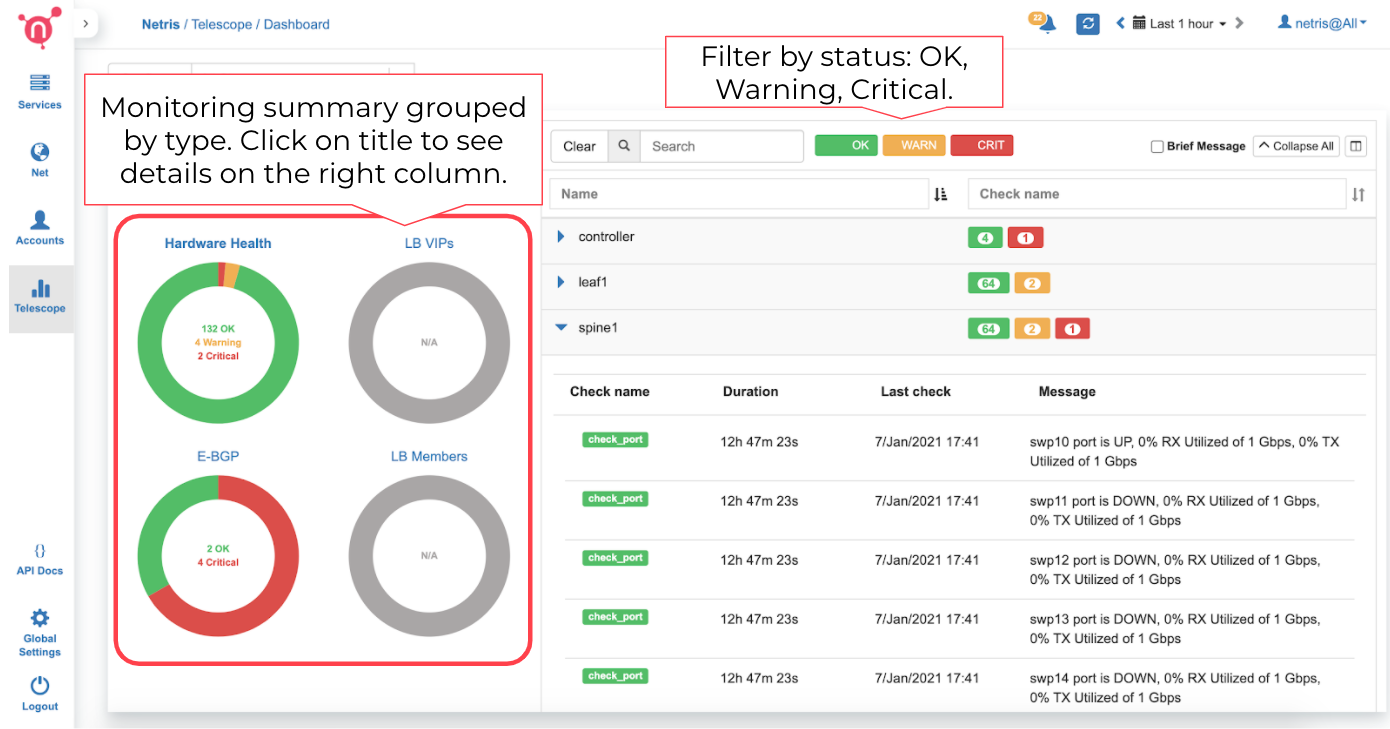 n
Netris / Telescope / Dashboard
22
Last 1 hour
netris@All
Services
Net
Accounts
Telescope
{}
API Docs
Global
Settings
Logout
Monitoring summary grouped
by type. Click on title to see
details on the right column.
Filter by status: OK,
Warning, Critical.
Hardware Health
132 OK
4 Warning
2 Critical
LB VIPs
N/A
E-BGP
2 OK
4 Critical
LB Members
N/A
Clear
Search
OK
WARN
CRIT
Brief Message
Collapse All
Name
Check name
controller
4
1
leaf1
64
2
spine1
64
2
1
Check name
Duration
Last check
Message
check_port
12h 47m 23s
7/Jan/2021 17:41
swp10 port is UP, 0% RX Utilized of 1 Gbps, 0% TX
Utilized of 1 Gbps
check_port
12h 47m 23s
7/Jan/2021 17:41
swp11 port is DOWN, 0% RX Utilized of 1 Gbps,
0% TX Utilized of 1 Gbps
check_port
12h 47m 23s
7/Jan/2021 17:41
swp12 port is DOWN, 0% RX Utilized of 1 Gbps,
0% TX Utilized of 1 Gbps
check_port
12h 47m 23s
7/Jan/2021 17:41
swp13 port is DOWN, 0% RX Utilized of 1 Gbps,
0% TX Utilized of 1 Gbps
check_port
12h 47m 23s
7/Jan/2021 17:41
swp14 port is DOWN, 0% RX Utilized of 1 Gbps,
0% TX Utilized of 1 Gbps